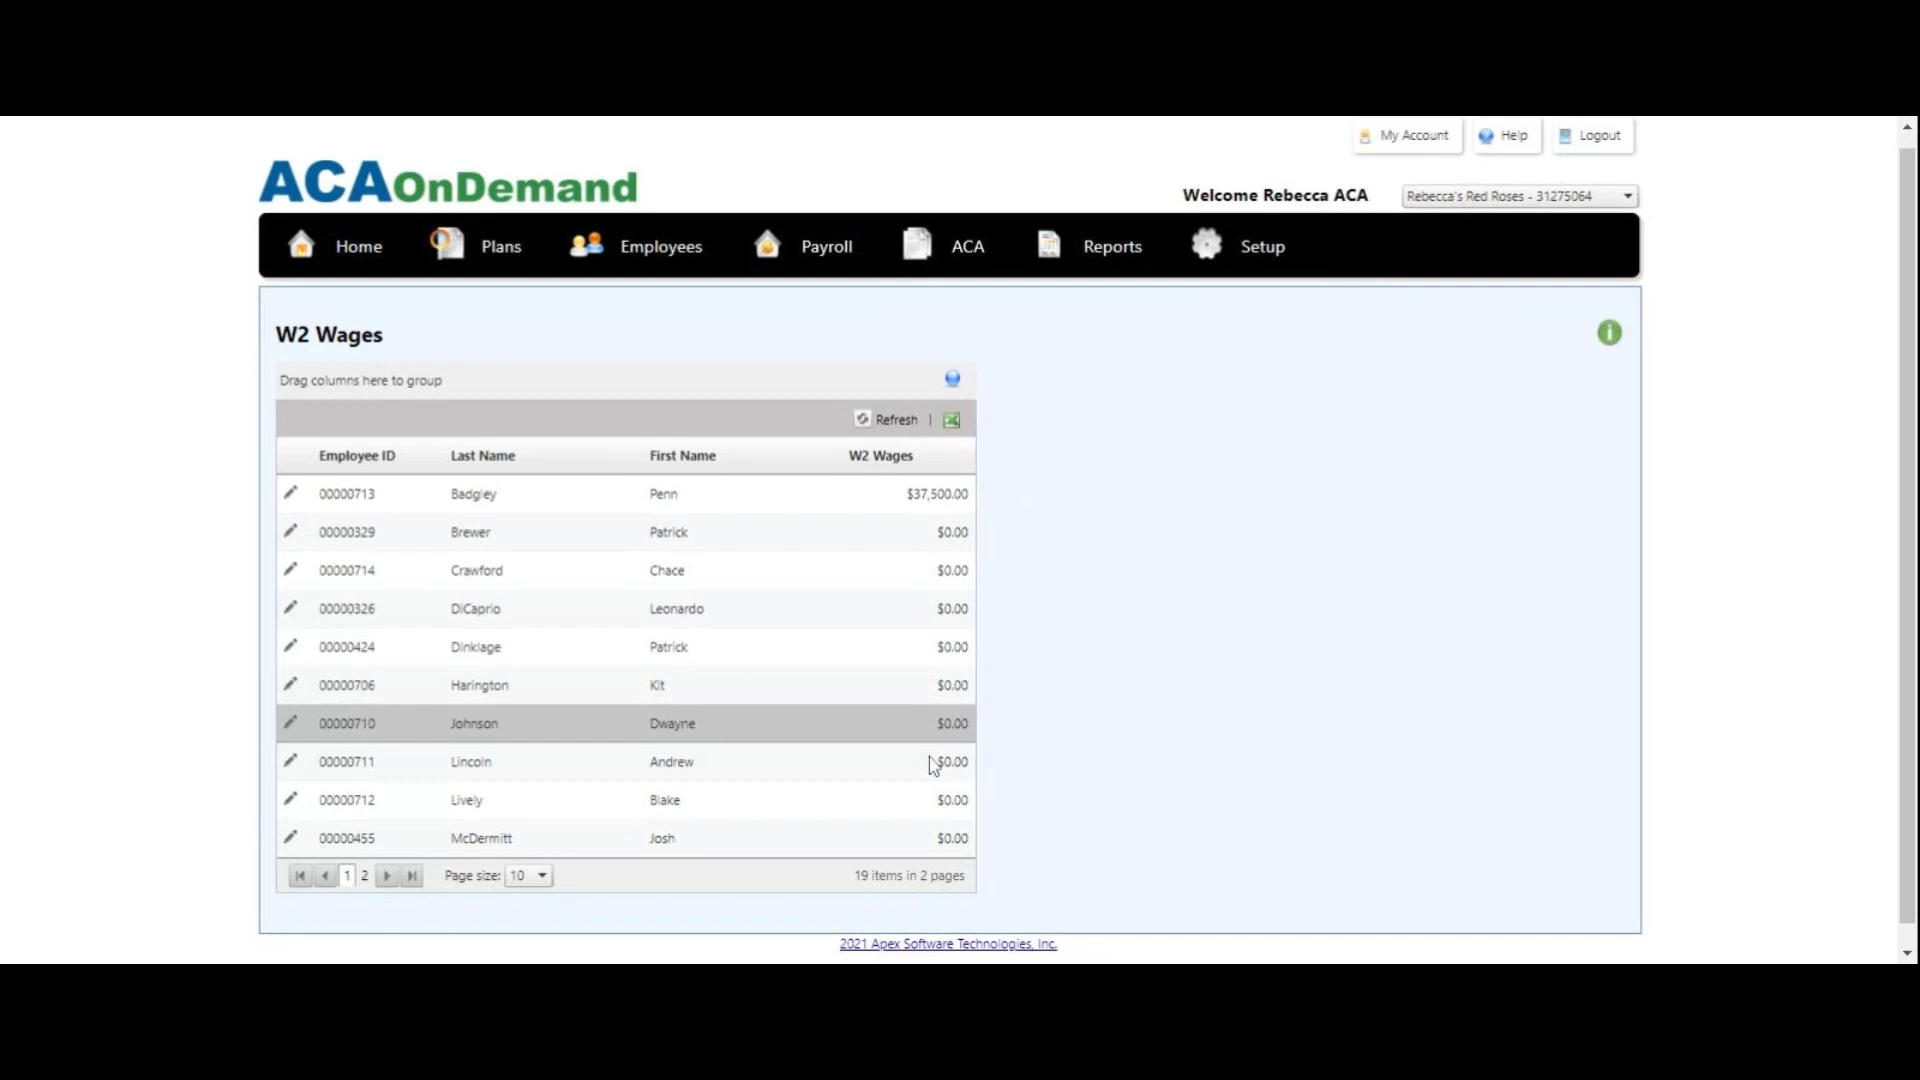 My Account Help Logout
ACAOnDemand
Welcome Rebecca ACA Rebecca's Red Roses - 31275064
Home Plans Employees Payroll ACA Reports Setup
W2 Wages
Drag columns here to group
Refresh |
Employee ID Last Name First Name W2 Wages
00000713 Badgley Penn $37,500.00
00000329 Brewer Patrick $0.00
00000714 Crawford Chace $0.00
00000326 DiCaprio Leonardo $0.00
00000424 Dinklage Patrick $0.00
00000706 Harington Kit $0.00
00000710 Johnson Dwayne $0.00
00000711 Lincoln Andrew $0.00
00000712 Lively Blake $0.00
00000455 McDermitt Josh $0.00
1 2 Page size: 10 19 items in 2 pages
2021 Apex Software Technologies, Inc.